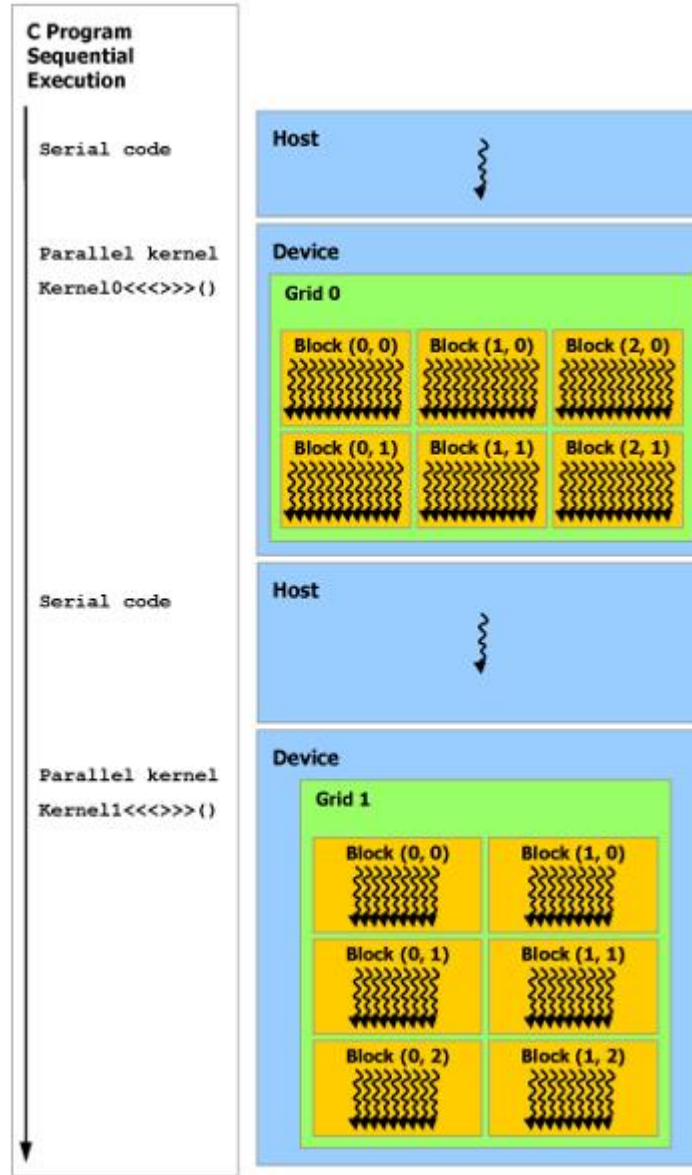 C Program
Sequential
Execution
Serial code
Host
Parallel kernel
Kernel0<<<>>>()
Device
Grid 0
Block (0, 0) Block (1, 0) Block (2, 0)
Block (0, 1) Block (1, 1) Block (2, 1)
Serial code
Host
Parallel kernel
Kernel1<<<>>>()
Device
Grid 1
Block (0, 0) Block (1, 0)
Block (0, 1) Block (1, 1)
Block (0, 2) Block (1, 2)